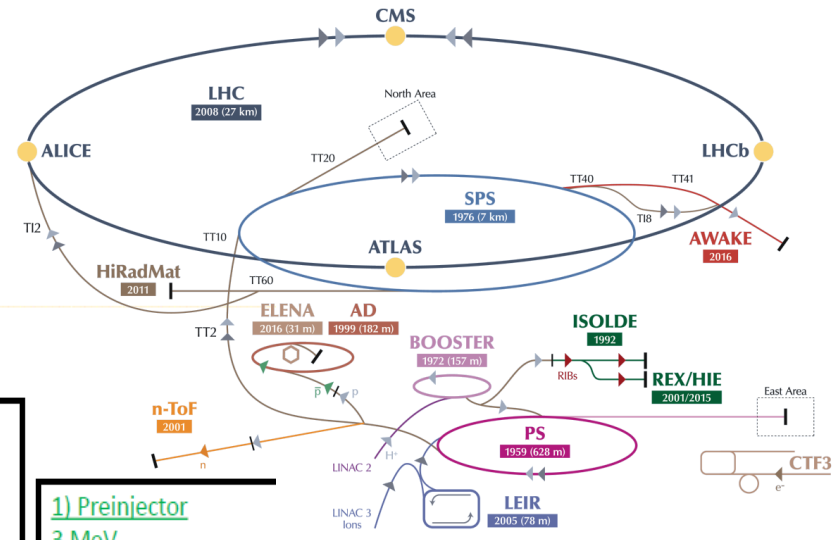 CMS
LHC
2008 (27 km)
North Area
ALICE
LHCb
TT20
TT40
TT41
SPS
1976 (7 km)
TI8
TI2
TT10
ATLAS
AWAKE
2016
HiRadMat
2011
TT60
ELENA
2016 (31 m)
AD
1999 (182 m)
TT2
BOOSTER
1972 (157 m)
ISOLDE
1992
RIBs
REX/HIE
2001/2015
East Area
p̅
p
n-ToF
2001
n
PS
1959 (628 m)
H⁺
LINAC 2
CTF3
e⁻
LEIR
2005 (78 m)
LINAC 3
Ions
1) Preinjector
3 MeV